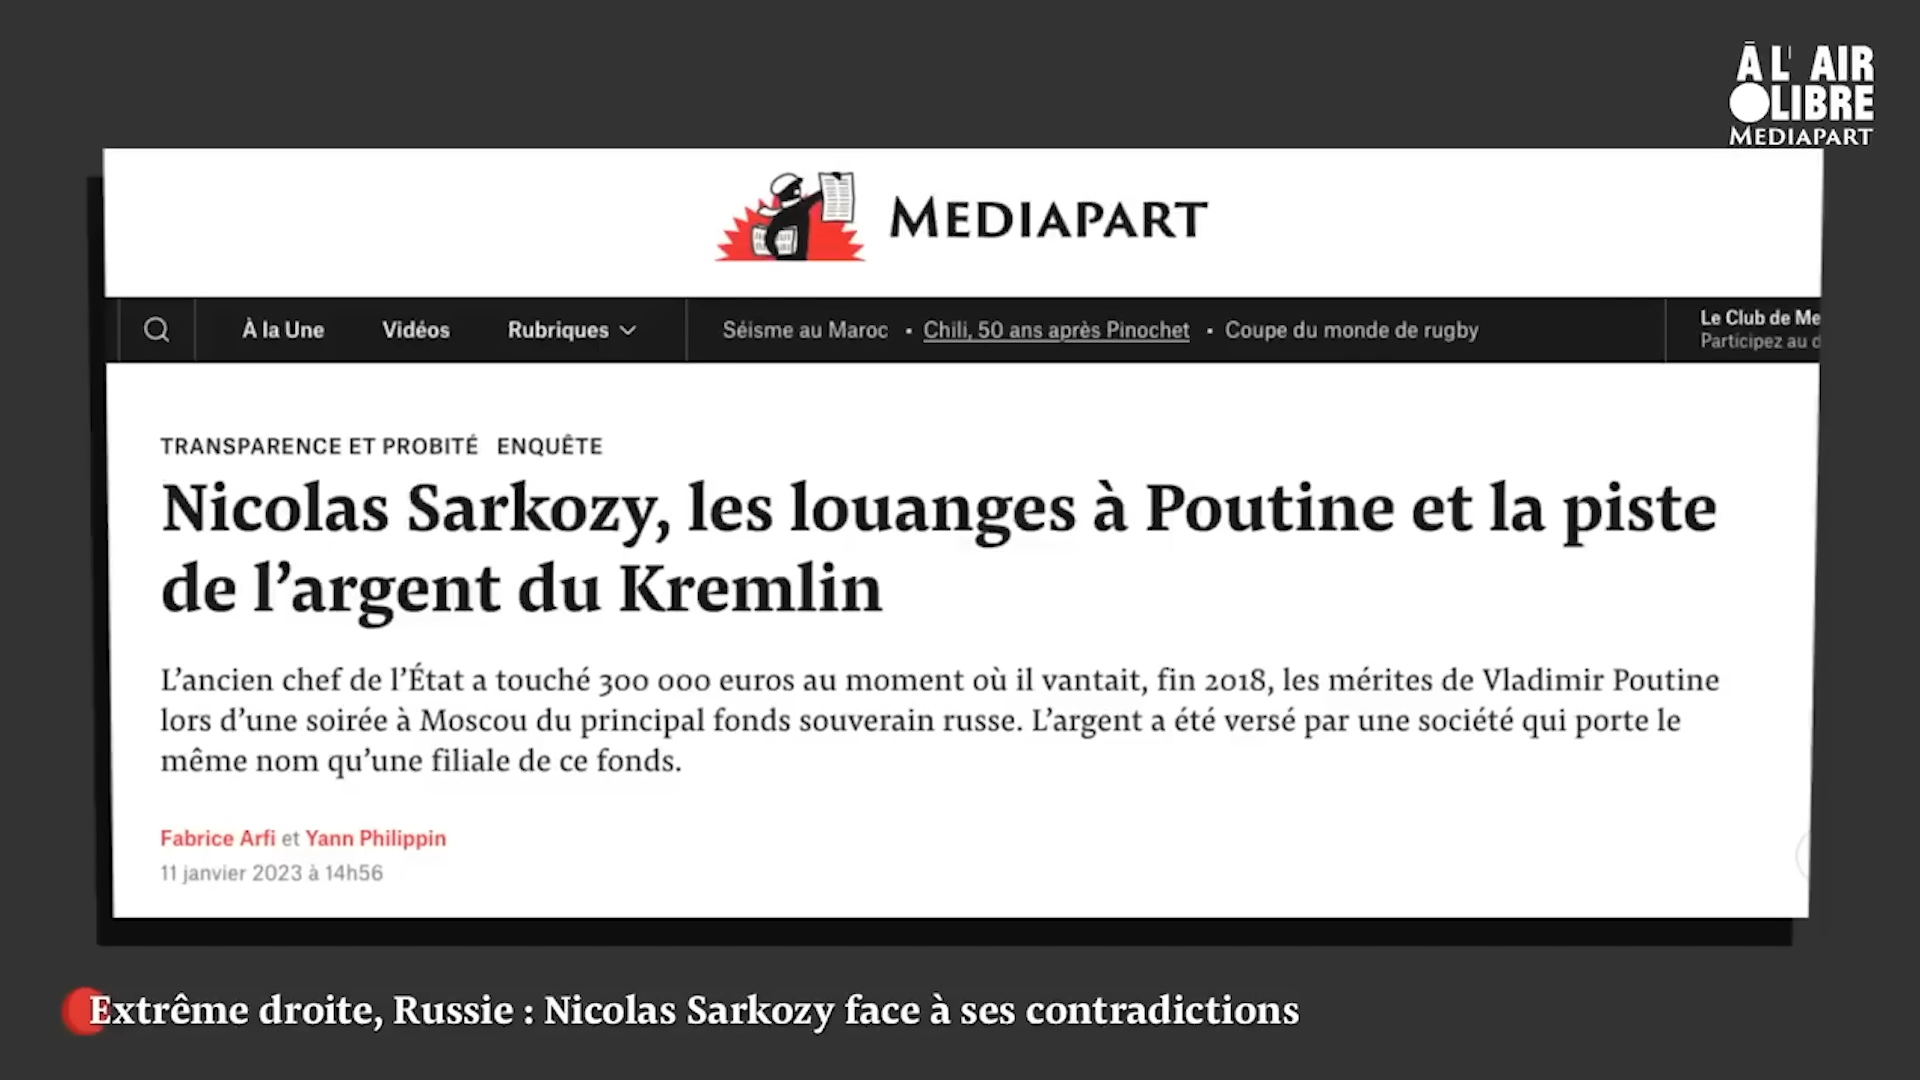 À L' AIR
LIBRE
MEDIAPART
MEDIAPART
À la Une
Vidéos
Rubriques
Séisme au Maroc • Chili, 50 ans après Pinochet • Coupe du monde de rugby
Le Club de Me
Participez au d
TRANSPARENCE ET PROBITÉ ENQUÊTE
Nicolas Sarkozy, les louanges à Poutine et la piste
de l’argent du Kremlin
L’ancien chef de l’État a touché 300 000 euros au moment où il vantait, fin 2018, les mérites de Vladimir Poutine
lors d’une soirée à Moscou du principal fonds souverain russe. L’argent a été versé par une société qui porte le
même nom qu’une filiale de ce fonds.
Fabrice Arfi et Yann Philippin
11 janvier 2023 à 14h56
Extrême droite, Russie : Nicolas Sarkozy face à ses contradictions